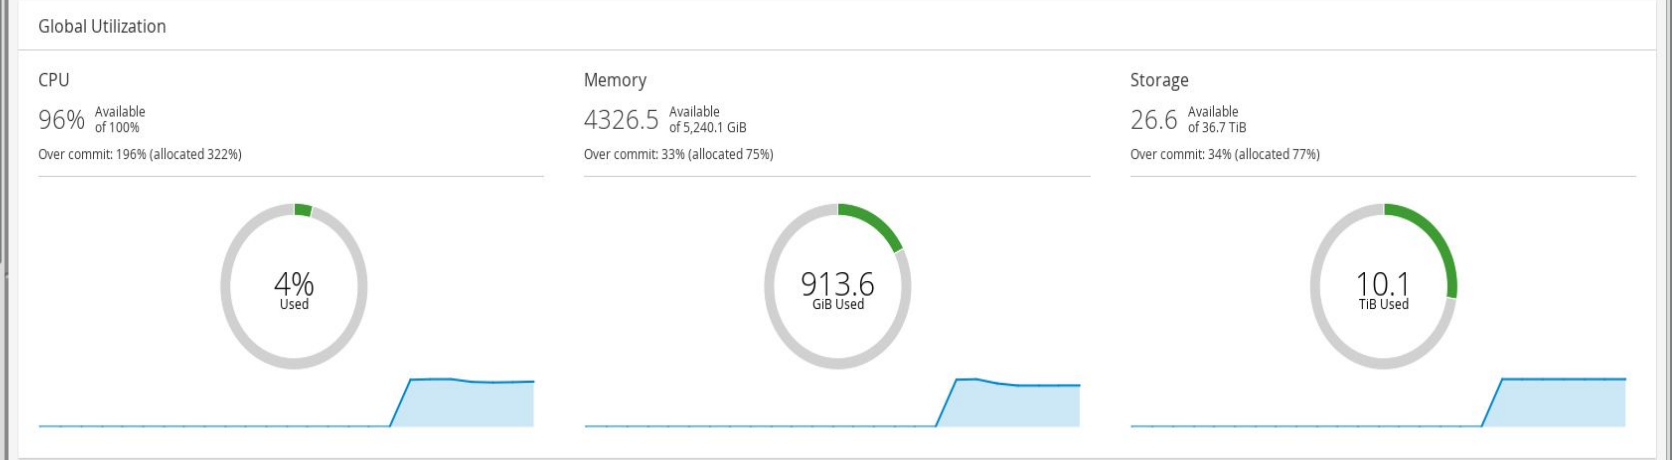 Global Utilization
CPU
96% Available
of 100%
Over commit: 196% (allocated 322%)
4%
Used
Memory
4326.5 Available
of 5,240.1 GiB
Over commit: 33% (allocated 75%)
913.6
GiB Used
Storage
26.6 Available
of 36.7 TiB
Over commit: 34% (allocated 77%)
10.1
TiB Used